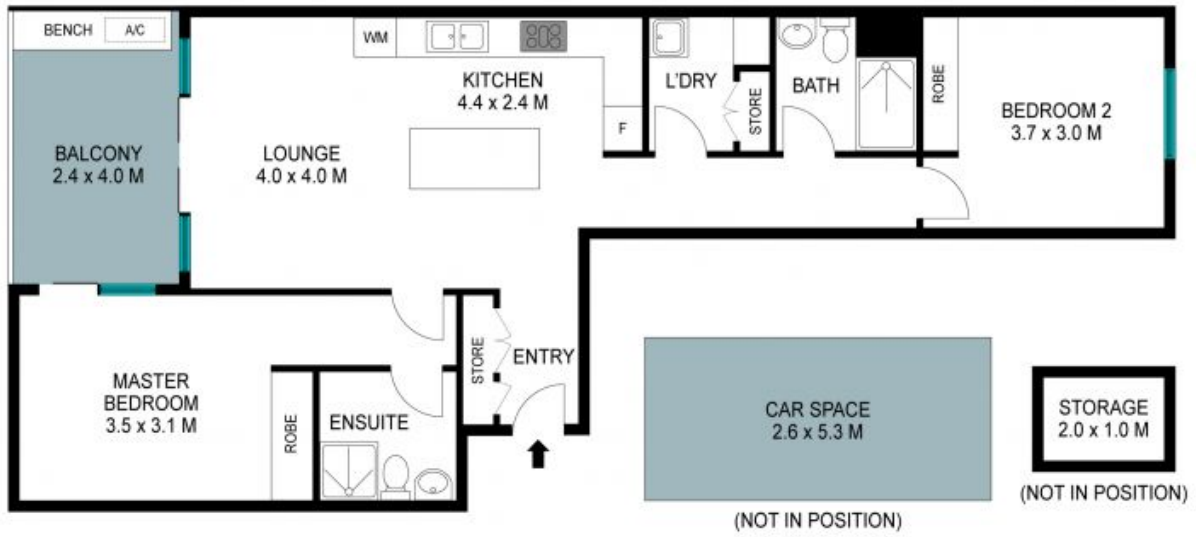 BENCH
A/C
WM
KITCHEN
4.4 x 2.4 M
L'DRY
STORE
BATH
ROBE
BEDROOM 2
3.7 x 3.0 M
F
BALCONY
2.4 x 4.0 M
LOUNGE
4.0 x 4.0 M
MASTER
BEDROOM
3.5 x 3.1 M
ROBE
ENSUITE
STORE
ENTRY
CAR SPACE
2.6 x 5.3 M
(NOT IN POSITION)
STORAGE
2.0 x 1.0 M
(NOT IN POSITION)